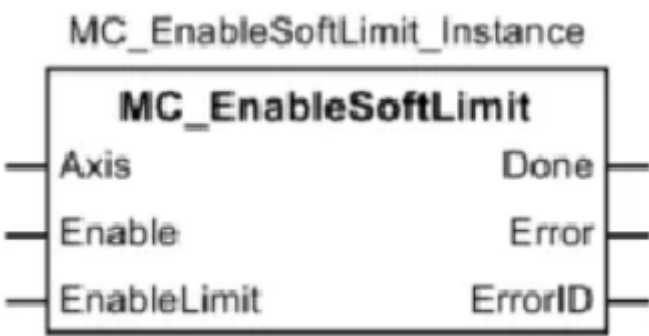 MC_EnableSoftLimit_Instance
MC_EnableSoftLimit
Axis Done
Enable Error
EnableLimit ErrorID